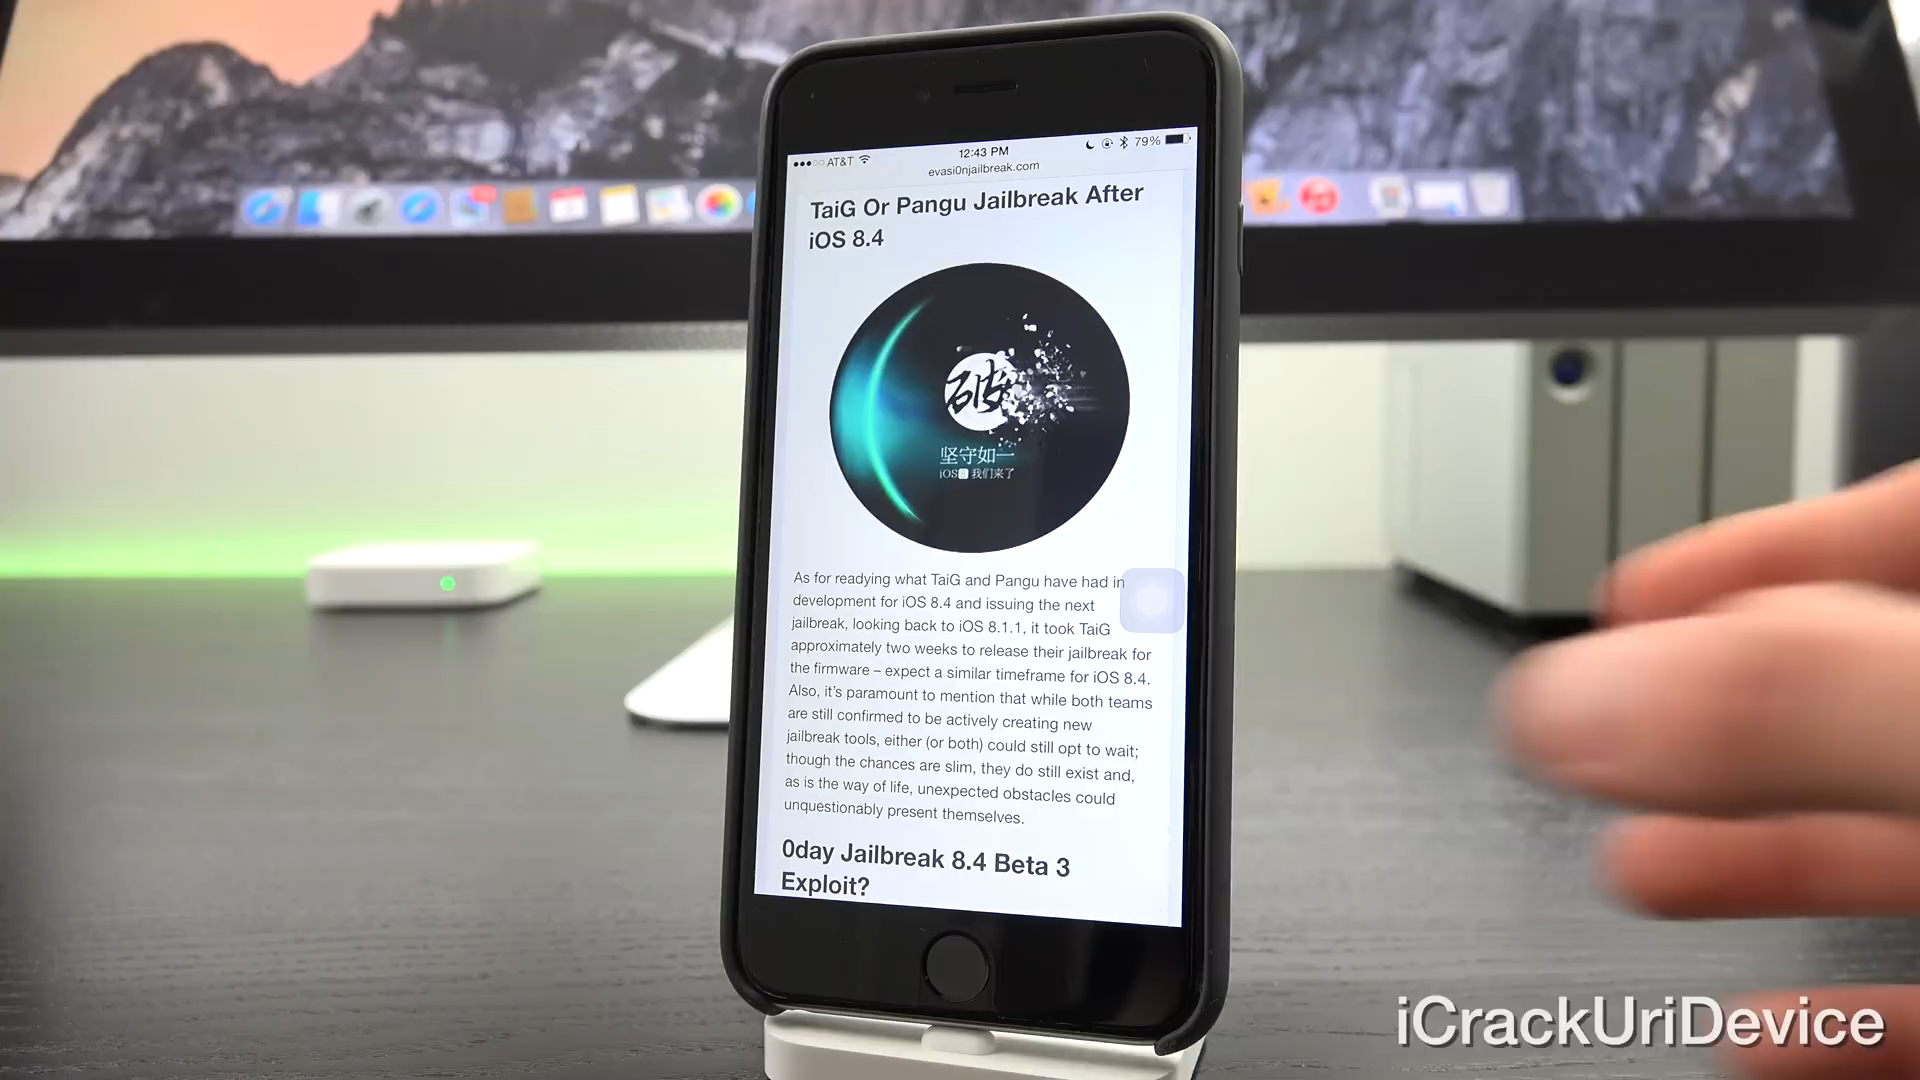 AT&T
12:43 PM
79%
evasi0njailbreak.com
TaiG Or Pangu Jailbreak After
iOS 8.4
破
坚守如一
iOS8 我们来了
As for readying what TaiG and Pangu have had in
development for iOS 8.4 and issuing the next
jailbreak, looking back to iOS 8.1.1, it took TaiG
approximately two weeks to release their jailbreak for
the firmware – expect a similar timeframe for iOS 8.4.
Also, it's paramount to mention that while both teams
are still confirmed to be actively creating new
jailbreak tools, either (or both) could still opt to wait;
though the chances are slim, they do still exist and,
as is the way of life, unexpected obstacles could
unquestionably present themselves.
0day Jailbreak 8.4 Beta 3
Exploit?
iCrackUriDevice